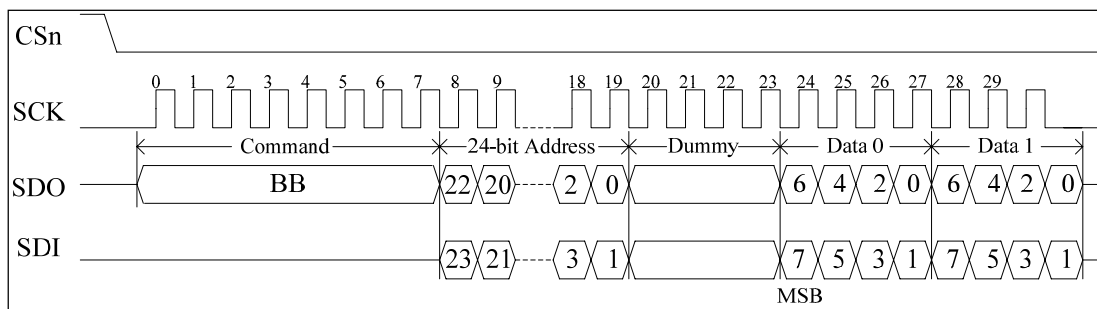 CSn
0 1 2 3 4 5 6 7 8 9 18 19 20 21 22 23 24 25 26 27 28 29
SCK
Command 24-bit Address Dummy Data 0 Data 1
SDO BB 22 20 2 0 6 4 2 0 6 4 2 0
SDI 23 21 3 1 7 5 3 1 7 5 3 1
MSB